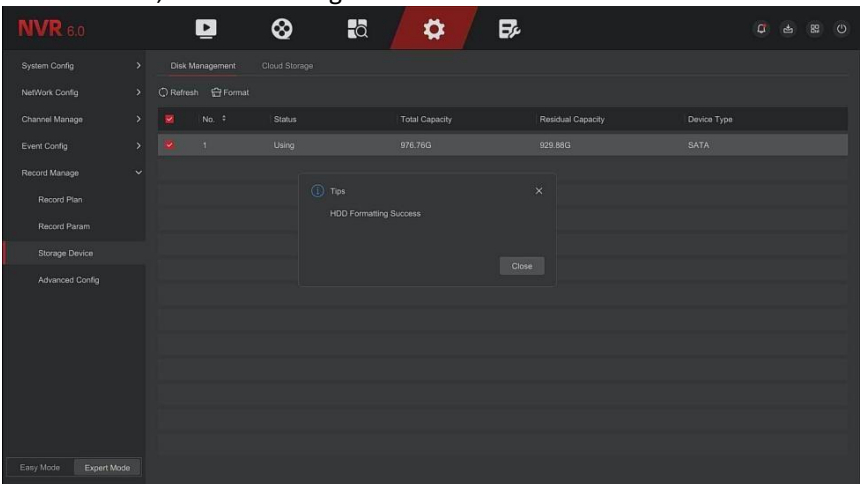 NVR 6.0
System Config
Disk Management Cloud Storage
NetWork Config
Refresh Format
Channel Manage
No. Status Total Capacity Residual Capacity Device Type
Event Config
1 Using 976.76G 929.88G SATA
Record Manage
Tips
Record Plan
HDD Formatting Success
Record Param
Storage Device
Close
Advanced Config
Easy Mode Expert Mode